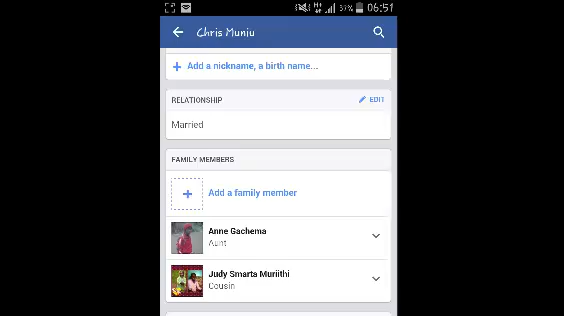 37% 06:51
Chris Muniu
Add a nickname, a birth name...
RELATIONSHIP
EDIT
Married
FAMILY MEMBERS
Add a family member
Anne Gachema
Aunt
Judy Smarta Muriithi
Cousin